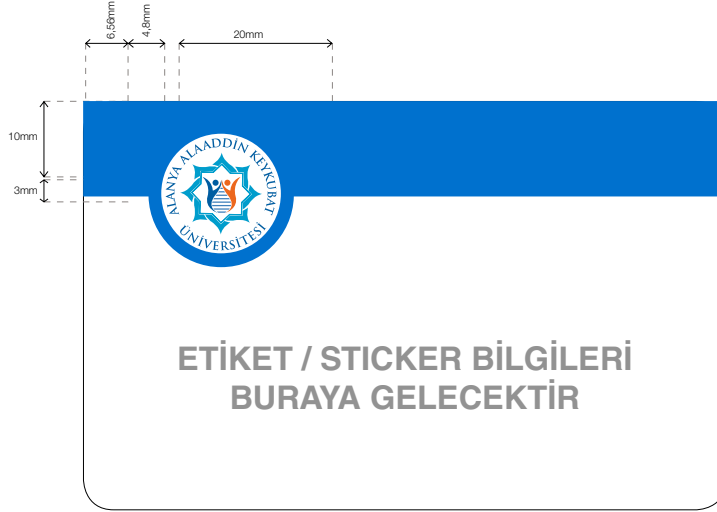 6,56mm
4,8mm
20mm
10mm
3mm
ALANYA ALAADDİN KEYKUBAT
ÜNİVERSİTESİ
ETİKET / STICKER BİLGİLERİ
BURAYA GELECEKTİR